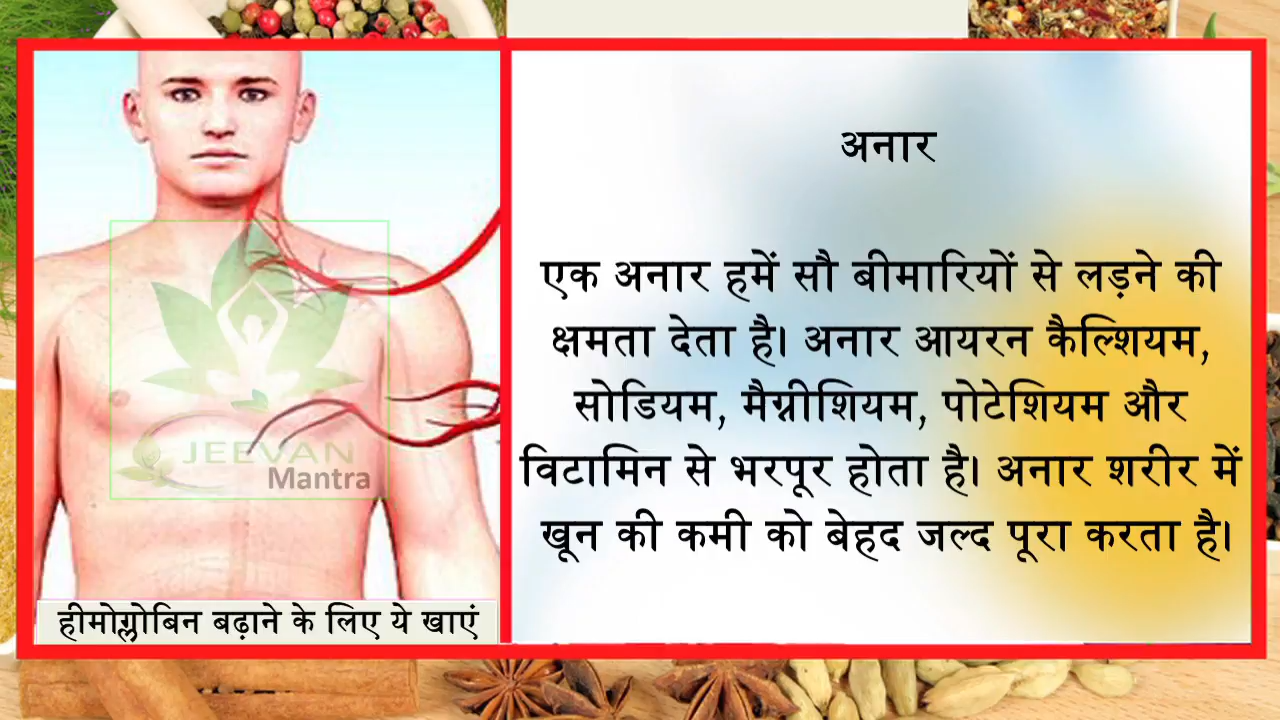 अनार
एक अनार हमें सौ बीमारियों से लड़ने की
क्षमता देता है। अनार आयरन कैल्शियम,
सोडियम, मैग्नीशियम, पोटेशियम और
विटामिन से भरपूर होता है। अनार शरीर में
खून की कमी को बेहद जल्द पूरा करता है।
JEEVAN
Mantra
हीमोग्लोबिन बढ़ाने के लिए ये खाएं